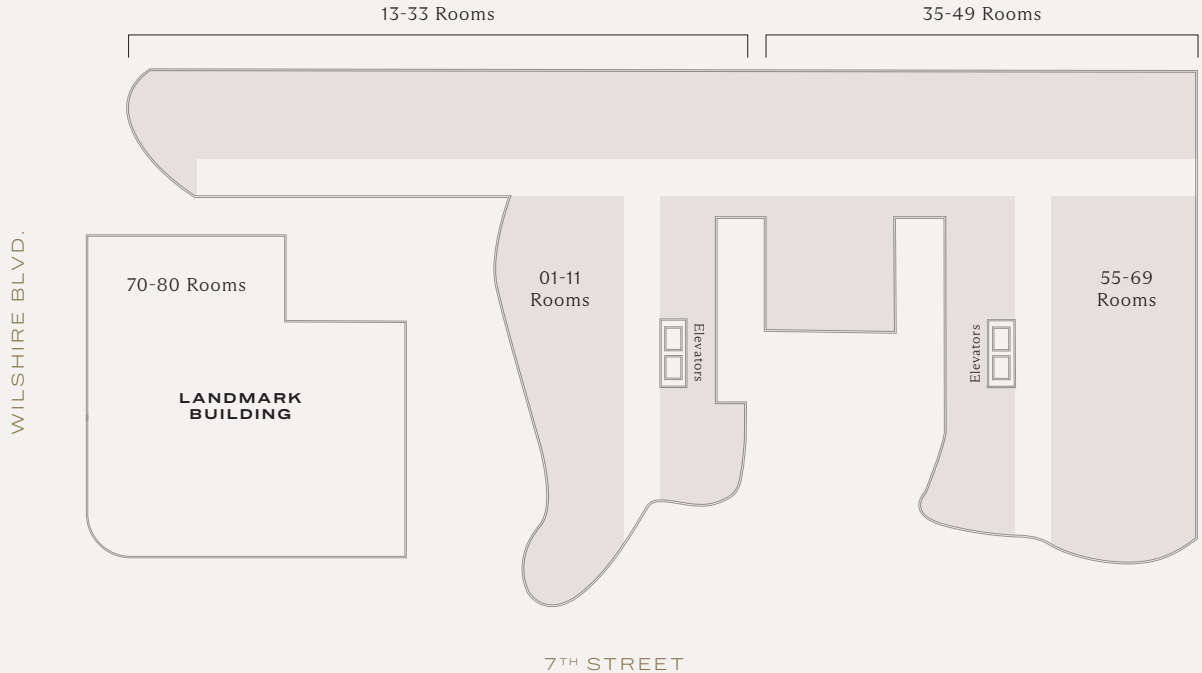 13-33 Rooms
35-49 Rooms
WILSHIRE BLVD.
70-80 Rooms
LANDMARK
BUILDING
01-11
Rooms
Elevators
Elevators
55-69
Rooms
7TH STREET